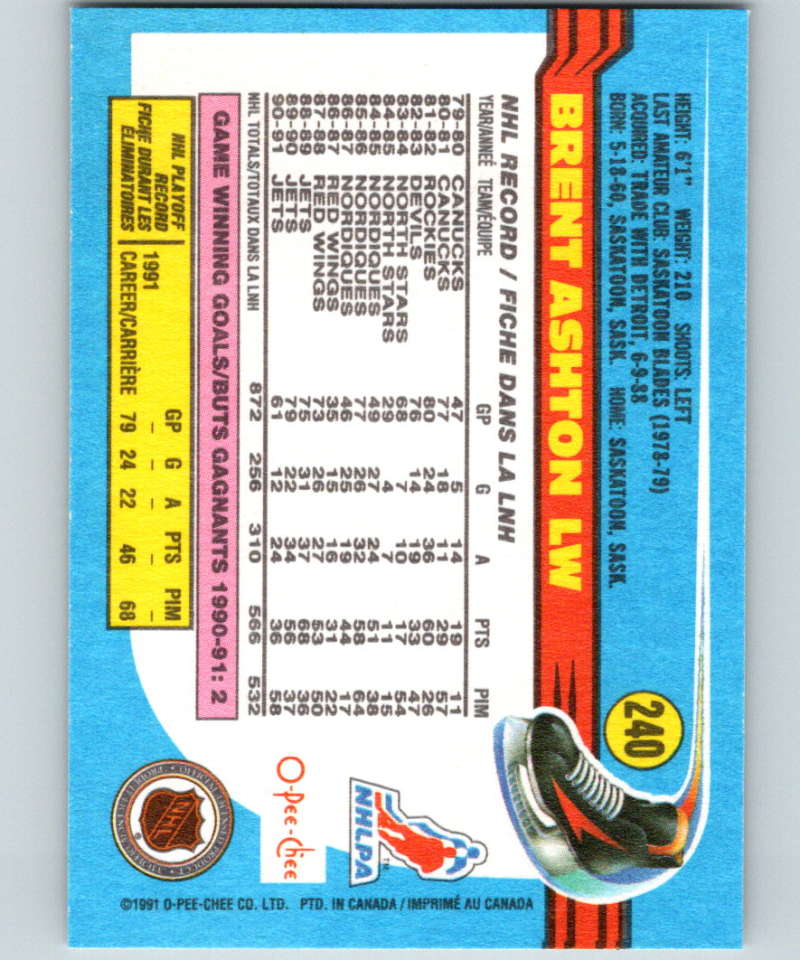 240
BRENT ASHTON LW
HEIGHT: 6'1" WEIGHT: 210 SHOOTS: LEFT
LAST AMATEUR CLUB: SASKATOON BLADES (1978-79)
ACQUIRED: TRADE WITH DETROIT, 6-9-88
BORN: 5-18-60, SASKATOON, SASK. HOME: SASKATOON, SASK.
NHL RECORD / FICHE DANS LA LNH
YEAR/ANNÉE TEAM/ÉQUIPE GP G A PTS PIM
79-80 CANUCKS 47 5 14 19 11
80-81 CANUCKS 77 18 11 29 57
81-82 ROCKIES 80 24 36 60 26
82-83 DEVILS 76 14 19 33 47
83-84 NORTH STARS 68 7 10 17 54
84-85 NORTH STARS 29 4 7 11 15
84-85 NORDIQUES 49 27 24 51 38
85-86 NORDIQUES 77 26 32 58 64
86-87 NORDIQUES 46 25 19 44 17
86-87 RED WINGS 35 15 16 31 22
87-88 RED WINGS 73 26 27 53 50
88-89 JETS 75 31 37 68 36
89-90 JETS 79 22 34 56 37
90-91 JETS 61 12 24 36 58
NHL TOTALS/TOTAUX DANS LA LNH 872 256 310 566 532
GAME WINNING GOALS/BUTS GAGNANTS 1990-91: 2
NHL PLAYOFF
RECORD
FICHE DURANT LES
ÉLIMINATOIRES
GP G A PTS PIM
1991 – – – – –
CAREER/CARRIÈRE 79 24 22 46 68
NHLPA
TM
O-Pee-Chee
NHL
©1991 O-PEE-CHEE CO. LTD. PTD. IN CANADA / IMPRIMÉ AU CANADA